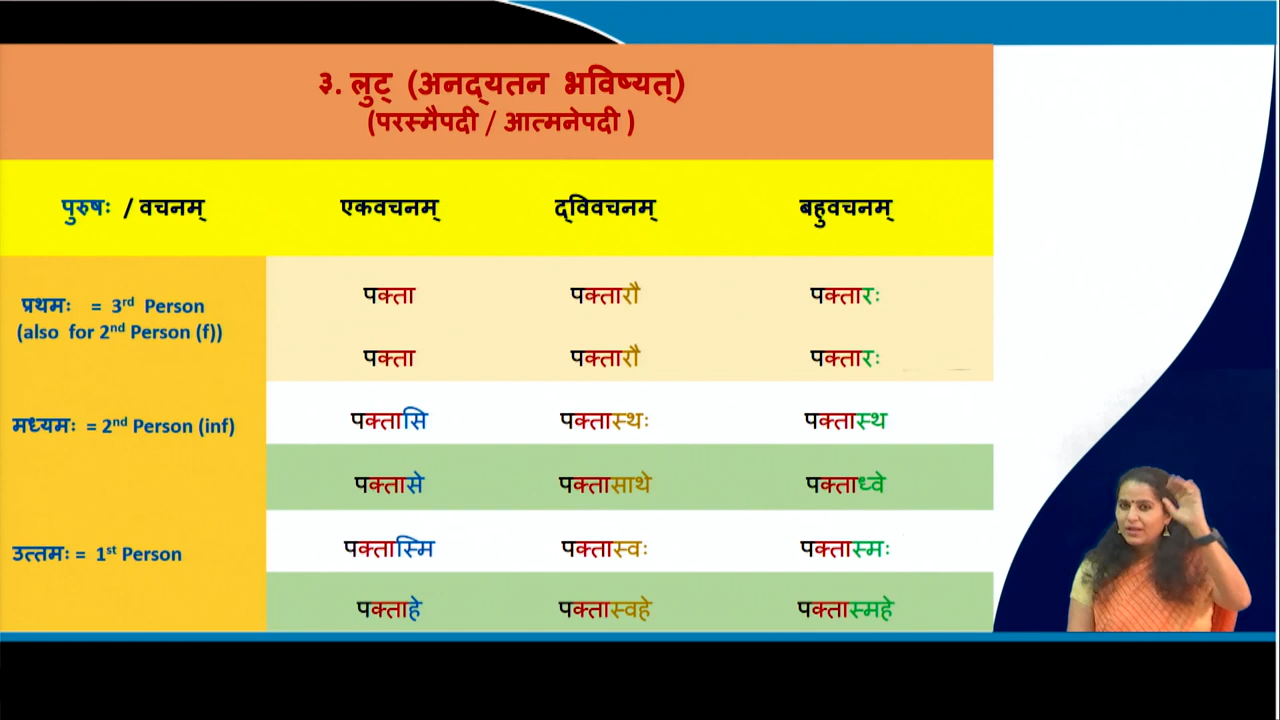 ३. लुट् (अनद्यतन भविष्यत्)
(परस्मैपदी / आत्मनेपदी )
पुरुषः / वचनम् एकवचनम् द्विवचनम् बहुवचनम्
प्रथमः = 3rd Person
(also for 2nd Person (f))
पक्ता पक्तारौ पक्तारः
पक्ता पक्तारौ पक्तारः
मध्यमः = 2nd Person (inf) पक्तासि पक्तास्थः पक्तास्थ
पक्तासे पक्तासाथे पक्ताध्वे
उत्तमः = 1st Person पक्तास्मि पक्तास्वः पक्तास्मः
पक्ताहे पक्तास्वहे पक्तास्महे